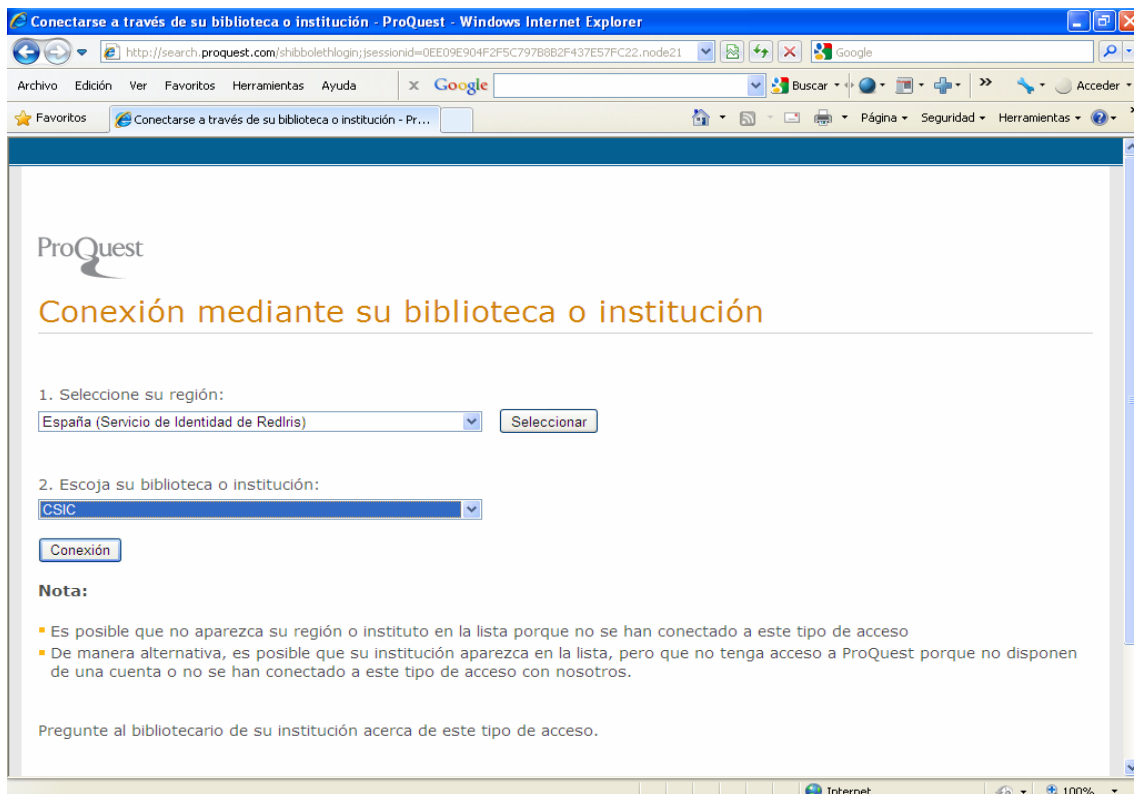 Conectarse a través de su biblioteca o institución - ProQuest - Windows Internet Explorer
http://search.proquest.com/shibbolethlogin;jsessionid=0EE09E904F2F5C797B8B2F437E57FC22.node21
Google
Archivo Edición Ver Favoritos Herramientas Ayuda x Google Buscar >> Acceder
Favoritos Conectarse a través de su biblioteca o institución - Pr... Página Seguridad Herramientas
ProQuest
Conexión mediante su biblioteca o institución
1. Seleccione su región:
España (Servicio de Identidad de RedIris) Seleccionar
2. Escoja su biblioteca o institución:
CSIC
Conexión
Nota:
Es posible que no aparezca su región o instituto en la lista porque no se han conectado a este tipo de acceso
De manera alternativa, es posible que su institución aparezca en la lista, pero que no tenga acceso a ProQuest porque no disponen
de una cuenta o no se han conectado a este tipo de acceso con nosotros.
Pregunte al bibliotecario de su institución acerca de este tipo de acceso.
Internet 100%